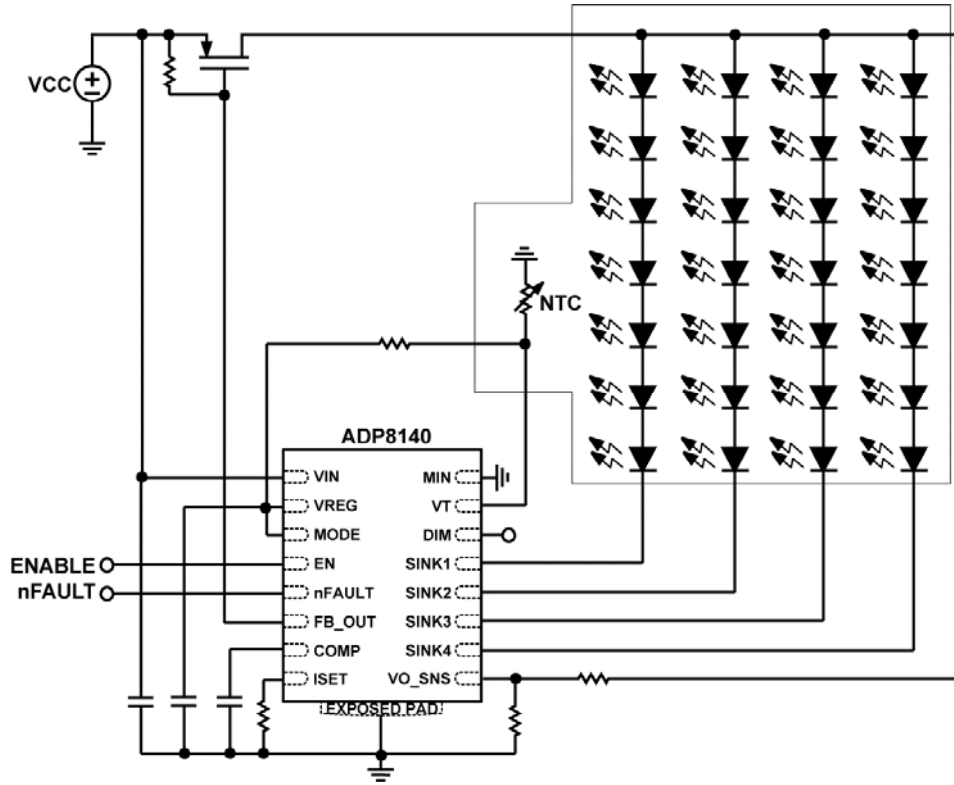 VCC
+
NTC
ADP8140
VIN
VREG
MODE
EN
nFAULT
FB_OUT
COMP
ISET
MIN
VT
DIM
SINK1
SINK2
SINK3
SINK4
VO_SNS
EXPOSED PAD
ENABLE
nFAULT